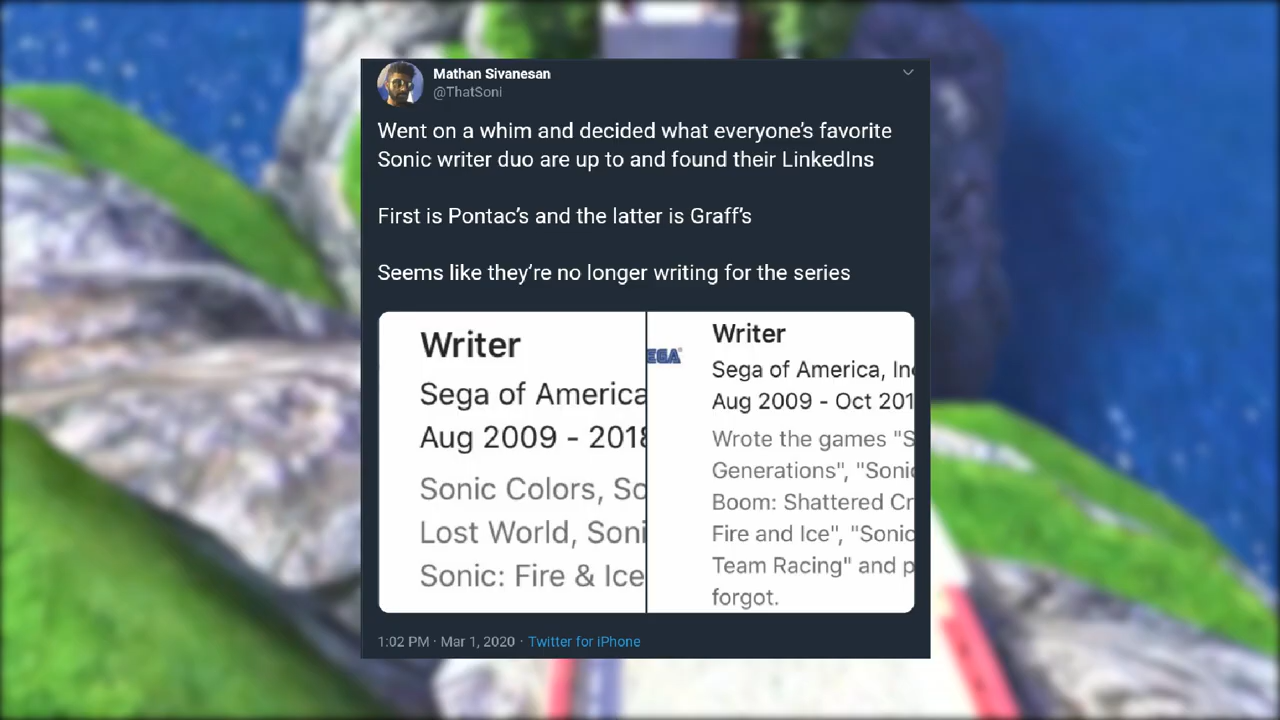 Mathan Sivanesan
@ThatSoni
Went on a whim and decided what everyone’s favorite
Sonic writer duo are up to and found their LinkedIns
First is Pontac’s and the latter is Graff’s
Seems like they’re no longer writing for the series
Writer
Sega of America
Aug 2009 - 2018
Sonic Colors, So
Lost World, Soni
Sonic: Fire & Ice
EGA
Writer
Sega of America, In
Aug 2009 - Oct 201
Wrote the games "S
Generations", "Sonic
Boom: Shattered Cr
Fire and Ice", "Sonic
Team Racing" and p
forgot.
1:02 PM · Mar 1, 2020 · Twitter for iPhone